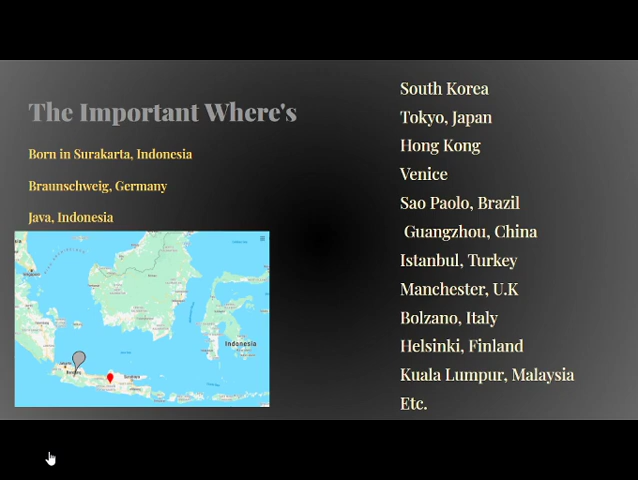 The Important Where's
Born in Surakarta, Indonesia
Braunschweig, Germany
Java, Indonesia
Indonesia
South Korea
Tokyo, Japan
Hong Kong
Venice
Sao Paolo, Brazil
Guangzhou, China
Istanbul, Turkey
Manchester, U.K
Bolzano, Italy
Helsinki, Finland
Kuala Lumpur, Malaysia
Etc.